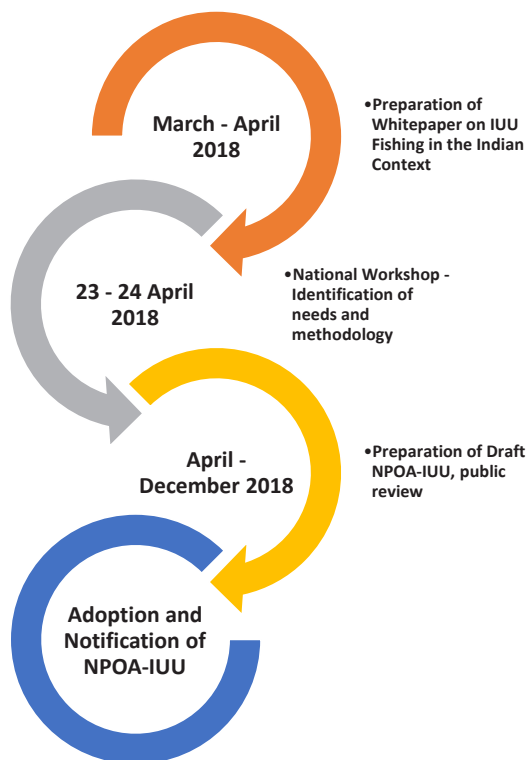 March - April
2018
•Preparation of
Whitepaper on IUU
Fishing in the Indian
Context
23 - 24 April
2018
•National Workshop -
Identification of
needs and
methodology
April -
December 2018
•Preparation of Draft
NPOA-IUU, public
review
Adoption and
Notification of
NPOA-IUU